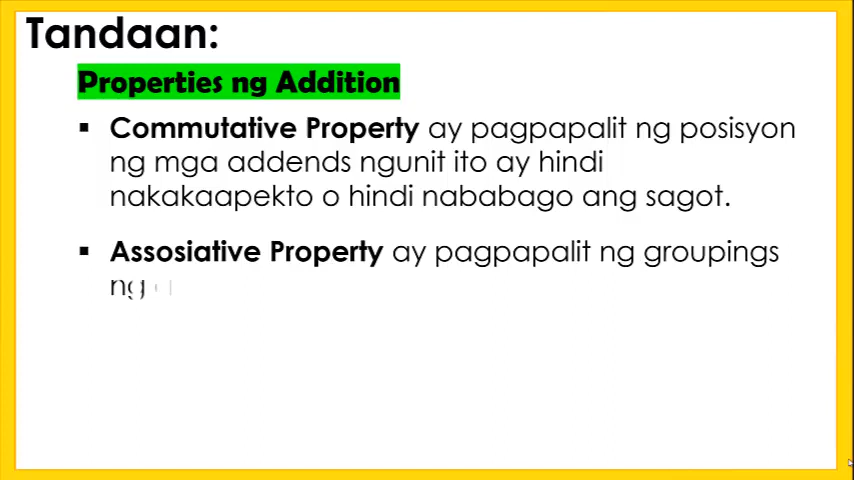 Tandaan:
Properties ng Addition
▪ Commutative Property ay pagpapalit ng posisyon
ng mga addends ngunit ito ay hindi
nakakaapekto o hindi nababago ang sagot.
▪ Assosiative Property ay pagpapalit ng groupings
ng